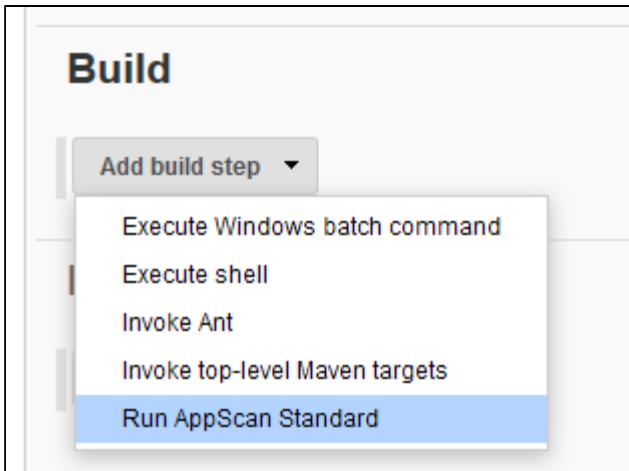 Build
Add build step
Execute Windows batch command
Execute shell
Invoke Ant
Invoke top-level Maven targets
Run AppScan Standard